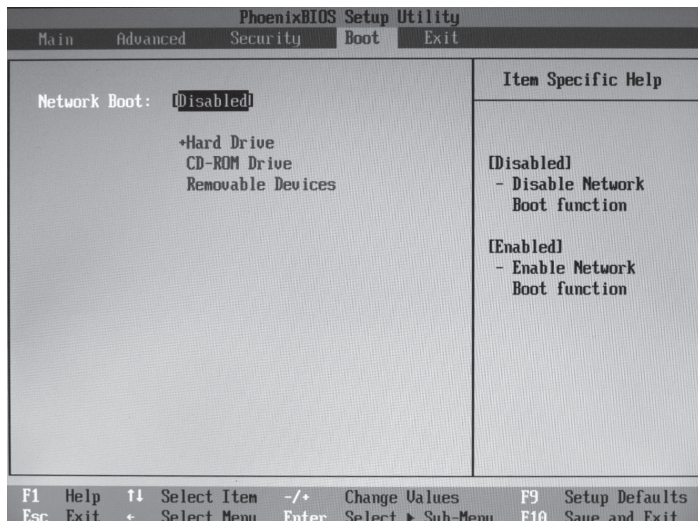 PhoenixBIOS Setup Utility
Main Advanced Security Boot Exit
Item Specific Help
Network Boot: [Disabled]
+Hard Drive
CD-ROM Drive
Removable Devices
[Disabled]
- Disable Network
Boot function
[Enabled]
- Enable Network
Boot function
F1 Help ↑↓ Select Item -/+ Change Values F9 Setup Defaults
Esc Exit ← Select Menu Enter Select ▶ Sub-Menu F10 Save and Exit